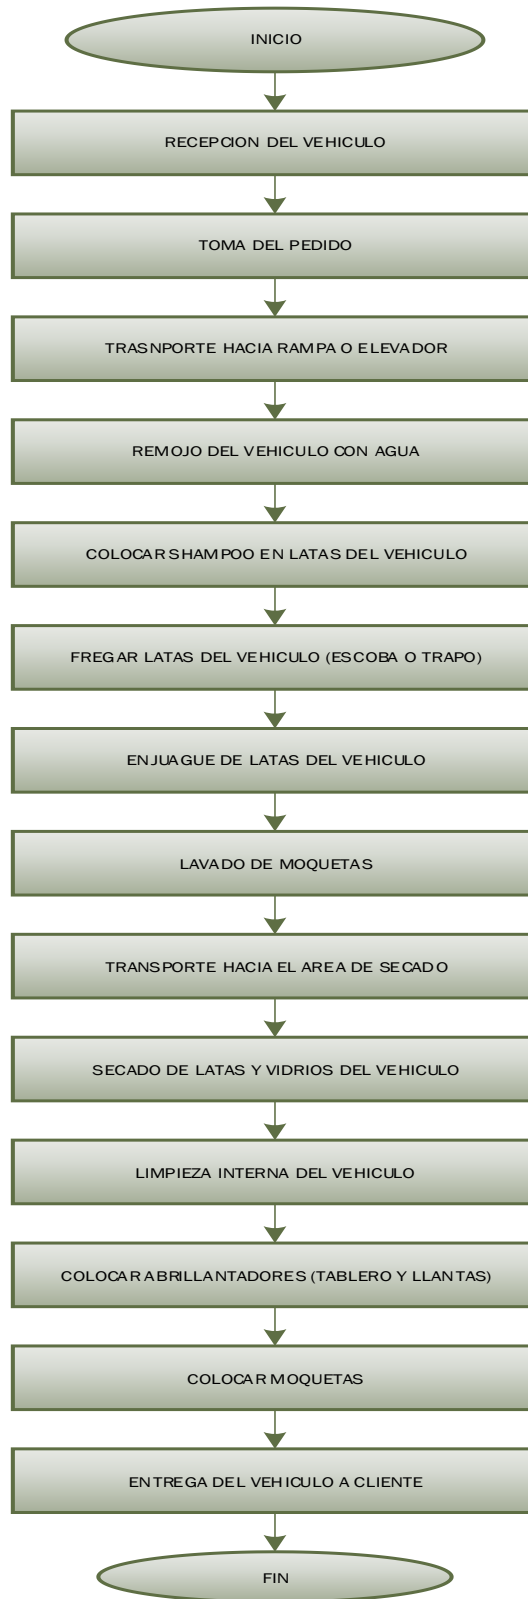 INICIO
RECEPCION DEL VEHICULO
TOMA DEL PEDIDO
TRASNPORTE HACIA RAMPA O ELEVADOR
REMOJO DEL VEHICULO CON AGUA
COLOCAR SHAMPOO EN LATAS DEL VEHICULO
FREGAR LATAS DEL VEHICULO (ESCOBA O TRAPO)
ENJUAGUE DE LATAS DEL VEHICULO
LAVADO DE MOQUETAS
TRANSPORTE HACIA EL AREA DE SECADO
SECADO DE LATAS Y VIDRIOS DEL VEHICULO
LIMPIEZA INTERNA DEL VEHICULO
COLOCAR ABRILLANTADORES (TABLERO Y LLANTAS)
COLOCAR MOQUETAS
ENTREGA DEL VEHICULO A CLIENTE
FIN